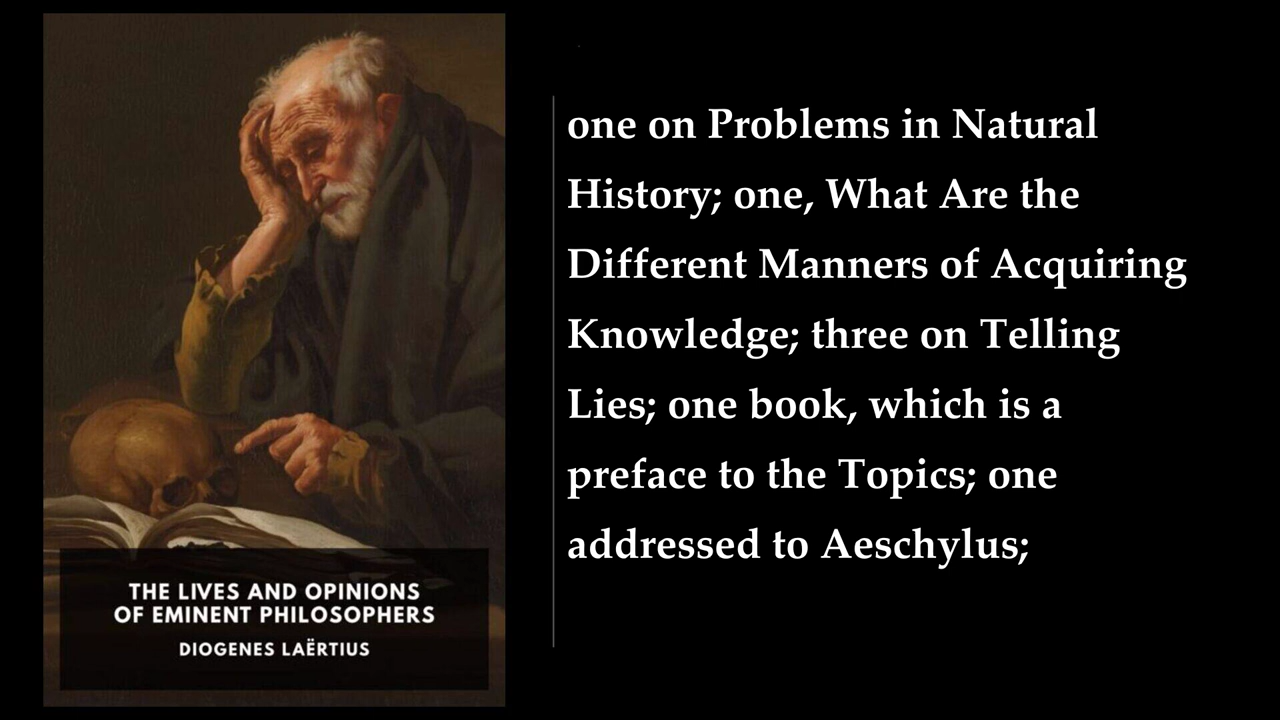 one on Problems in Natural
History; one, What Are the
Different Manners of Acquiring
Knowledge; three on Telling
Lies; one book, which is a
preface to the Topics; one
addressed to Aeschylus;
THE LIVES AND OPINIONS
OF EMINENT PHILOSOPHERS
DIOGENES LAËRTIUS